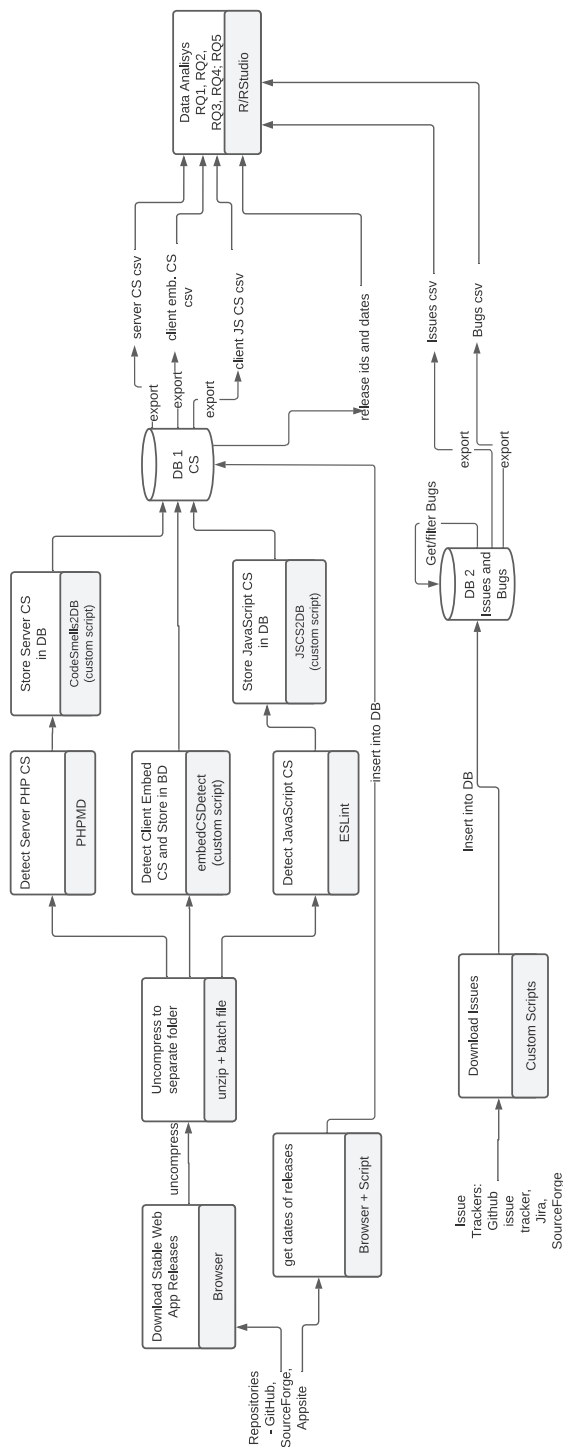 Repositories
- GitHub,
SourceForge,
Appsite
Download Stable Web
App Releases
Browser
uncompress
get dates of releases
Browser + Script
Uncompress to
separate folder
unzip + batch file
Detect Server PHP CS
PHPMD
Detect Client Embed
CS and Store in BD
embedCSDetect
(custom script)
Detect JavaScript CS
ESLint
Store Server CS
in DB
CodeSmells2DB
(custom script)
Store JavaScript CS
in DB
JSCS2DB
(custom script)
insert into DB
DB 1
CS
export
export
export
server CS csv
client emb. CS
csv
client JS CS csv
release ids and dates
Data Analisys
RQ1, RQ2,
RQ3, RQ4; RQ5
R/RStudio
Issue
Trackers:
Github
issue
tracker,
Jira,
SourceForge
Download Issues
Custom Scripts
Insert into DB
Get/filter Bugs
DB 2
Issues and
Bugs
export
export
Issues csv
Bugs csv